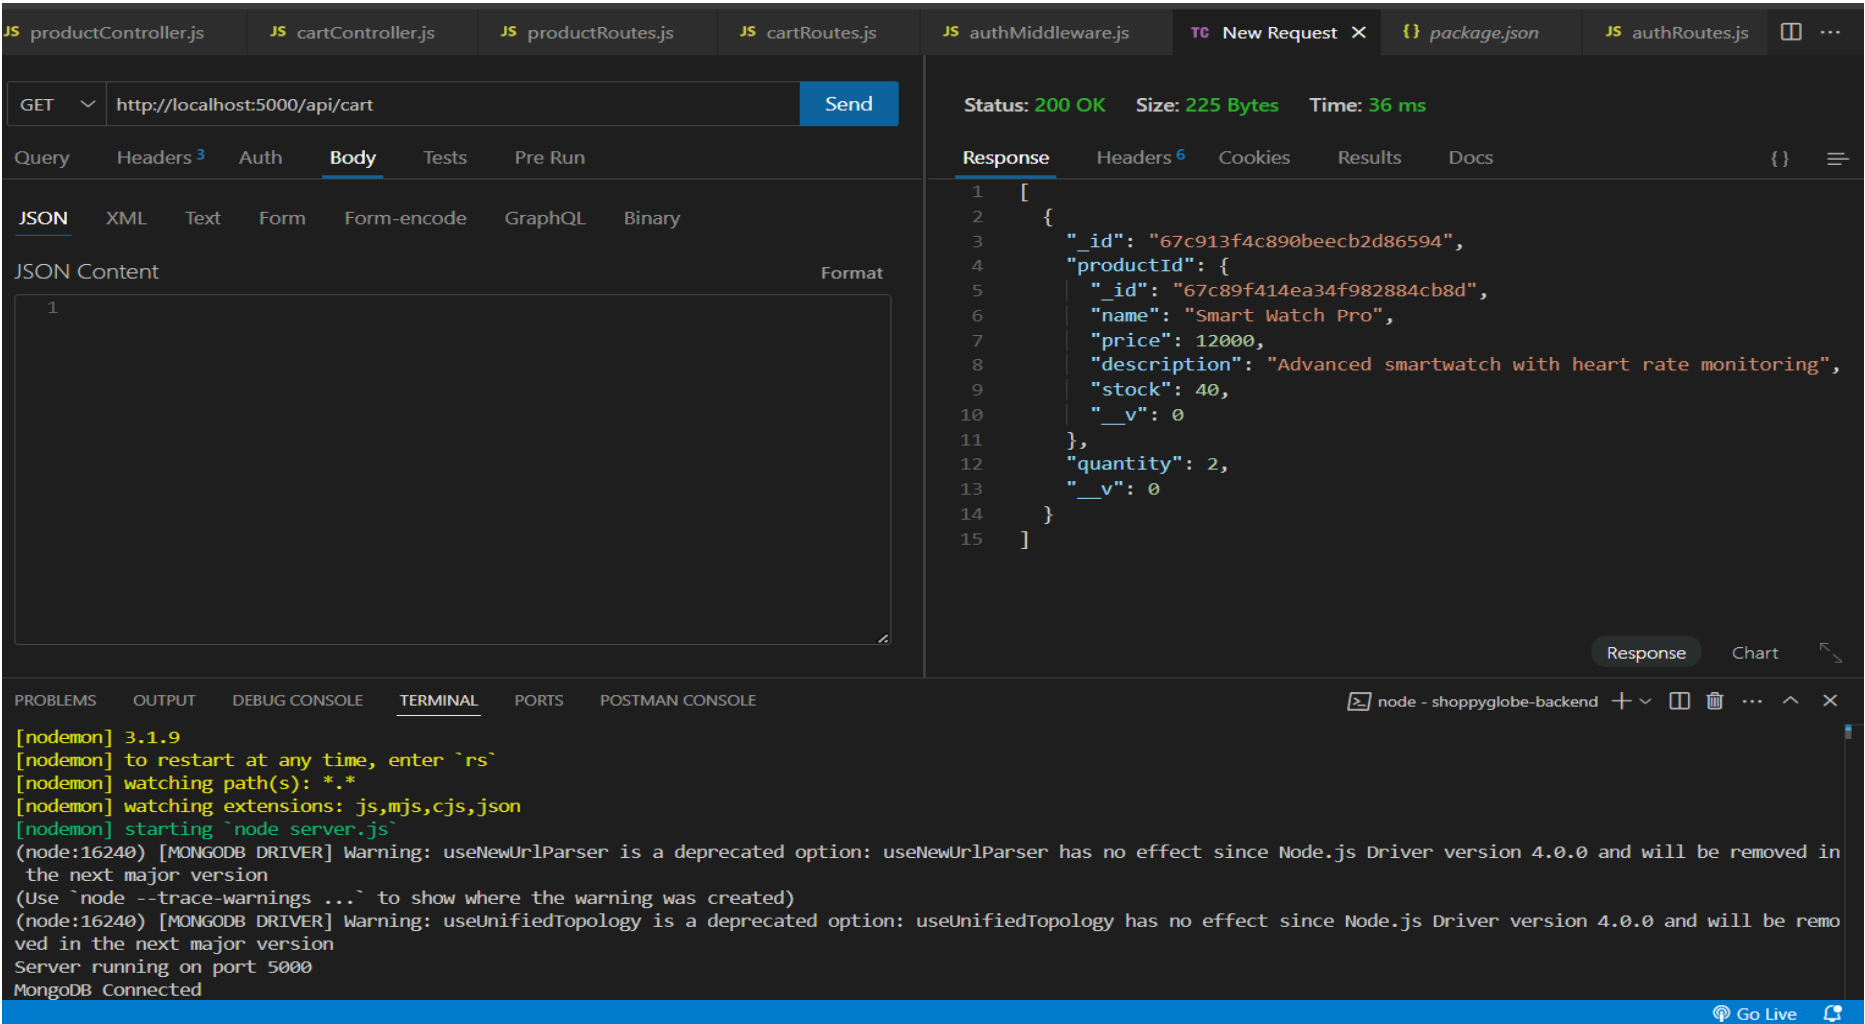 JS productController.js JS cartController.js JS productRoutes.js JS cartRoutes.js JS authMiddleware.js TC New Request {} package.json JS authRoutes.js
GET http://localhost:5000/api/cart Send
Query Headers 3 Auth Body Tests Pre Run
JSON XML Text Form Form-encode GraphQL Binary
JSON Content Format
1
Status: 200 OK Size: 225 Bytes Time: 36 ms
Response Headers 6 Cookies Results Docs {}
1 [
2 {
3 "_id": "67c913f4c890beecb2d86594",
4 "productId": {
5 "_id": "67c89f414ea34f982884cb8d",
6 "name": "Smart Watch Pro",
7 "price": 12000,
8 "description": "Advanced smartwatch with heart rate monitoring",
9 "stock": 40,
10 "__v": 0
11 },
12 "quantity": 2,
13 "__v": 0
14 }
15 ]
Response Chart
PROBLEMS OUTPUT DEBUG CONSOLE TERMINAL PORTS POSTMAN CONSOLE node - shoppyglobe-backend
[nodemon] 3.1.9
[nodemon] to restart at any time, enter `rs`
[nodemon] watching path(s): *.*
[nodemon] watching extensions: js,mjs,cjs,json
[nodemon] starting `node server.js`
(node:16240) [MONGODB DRIVER] Warning: useNewUrlParser is a deprecated option: useNewUrlParser has no effect since Node.js Driver version 4.0.0 and will be removed in
the next major version
(Use `node --trace-warnings ...` to show where the warning was created)
(node:16240) [MONGODB DRIVER] Warning: useUnifiedTopology is a deprecated option: useUnifiedTopology has no effect since Node.js Driver version 4.0.0 and will be remo
ved in the next major version
Server running on port 5000
MongoDB Connected
Go Live